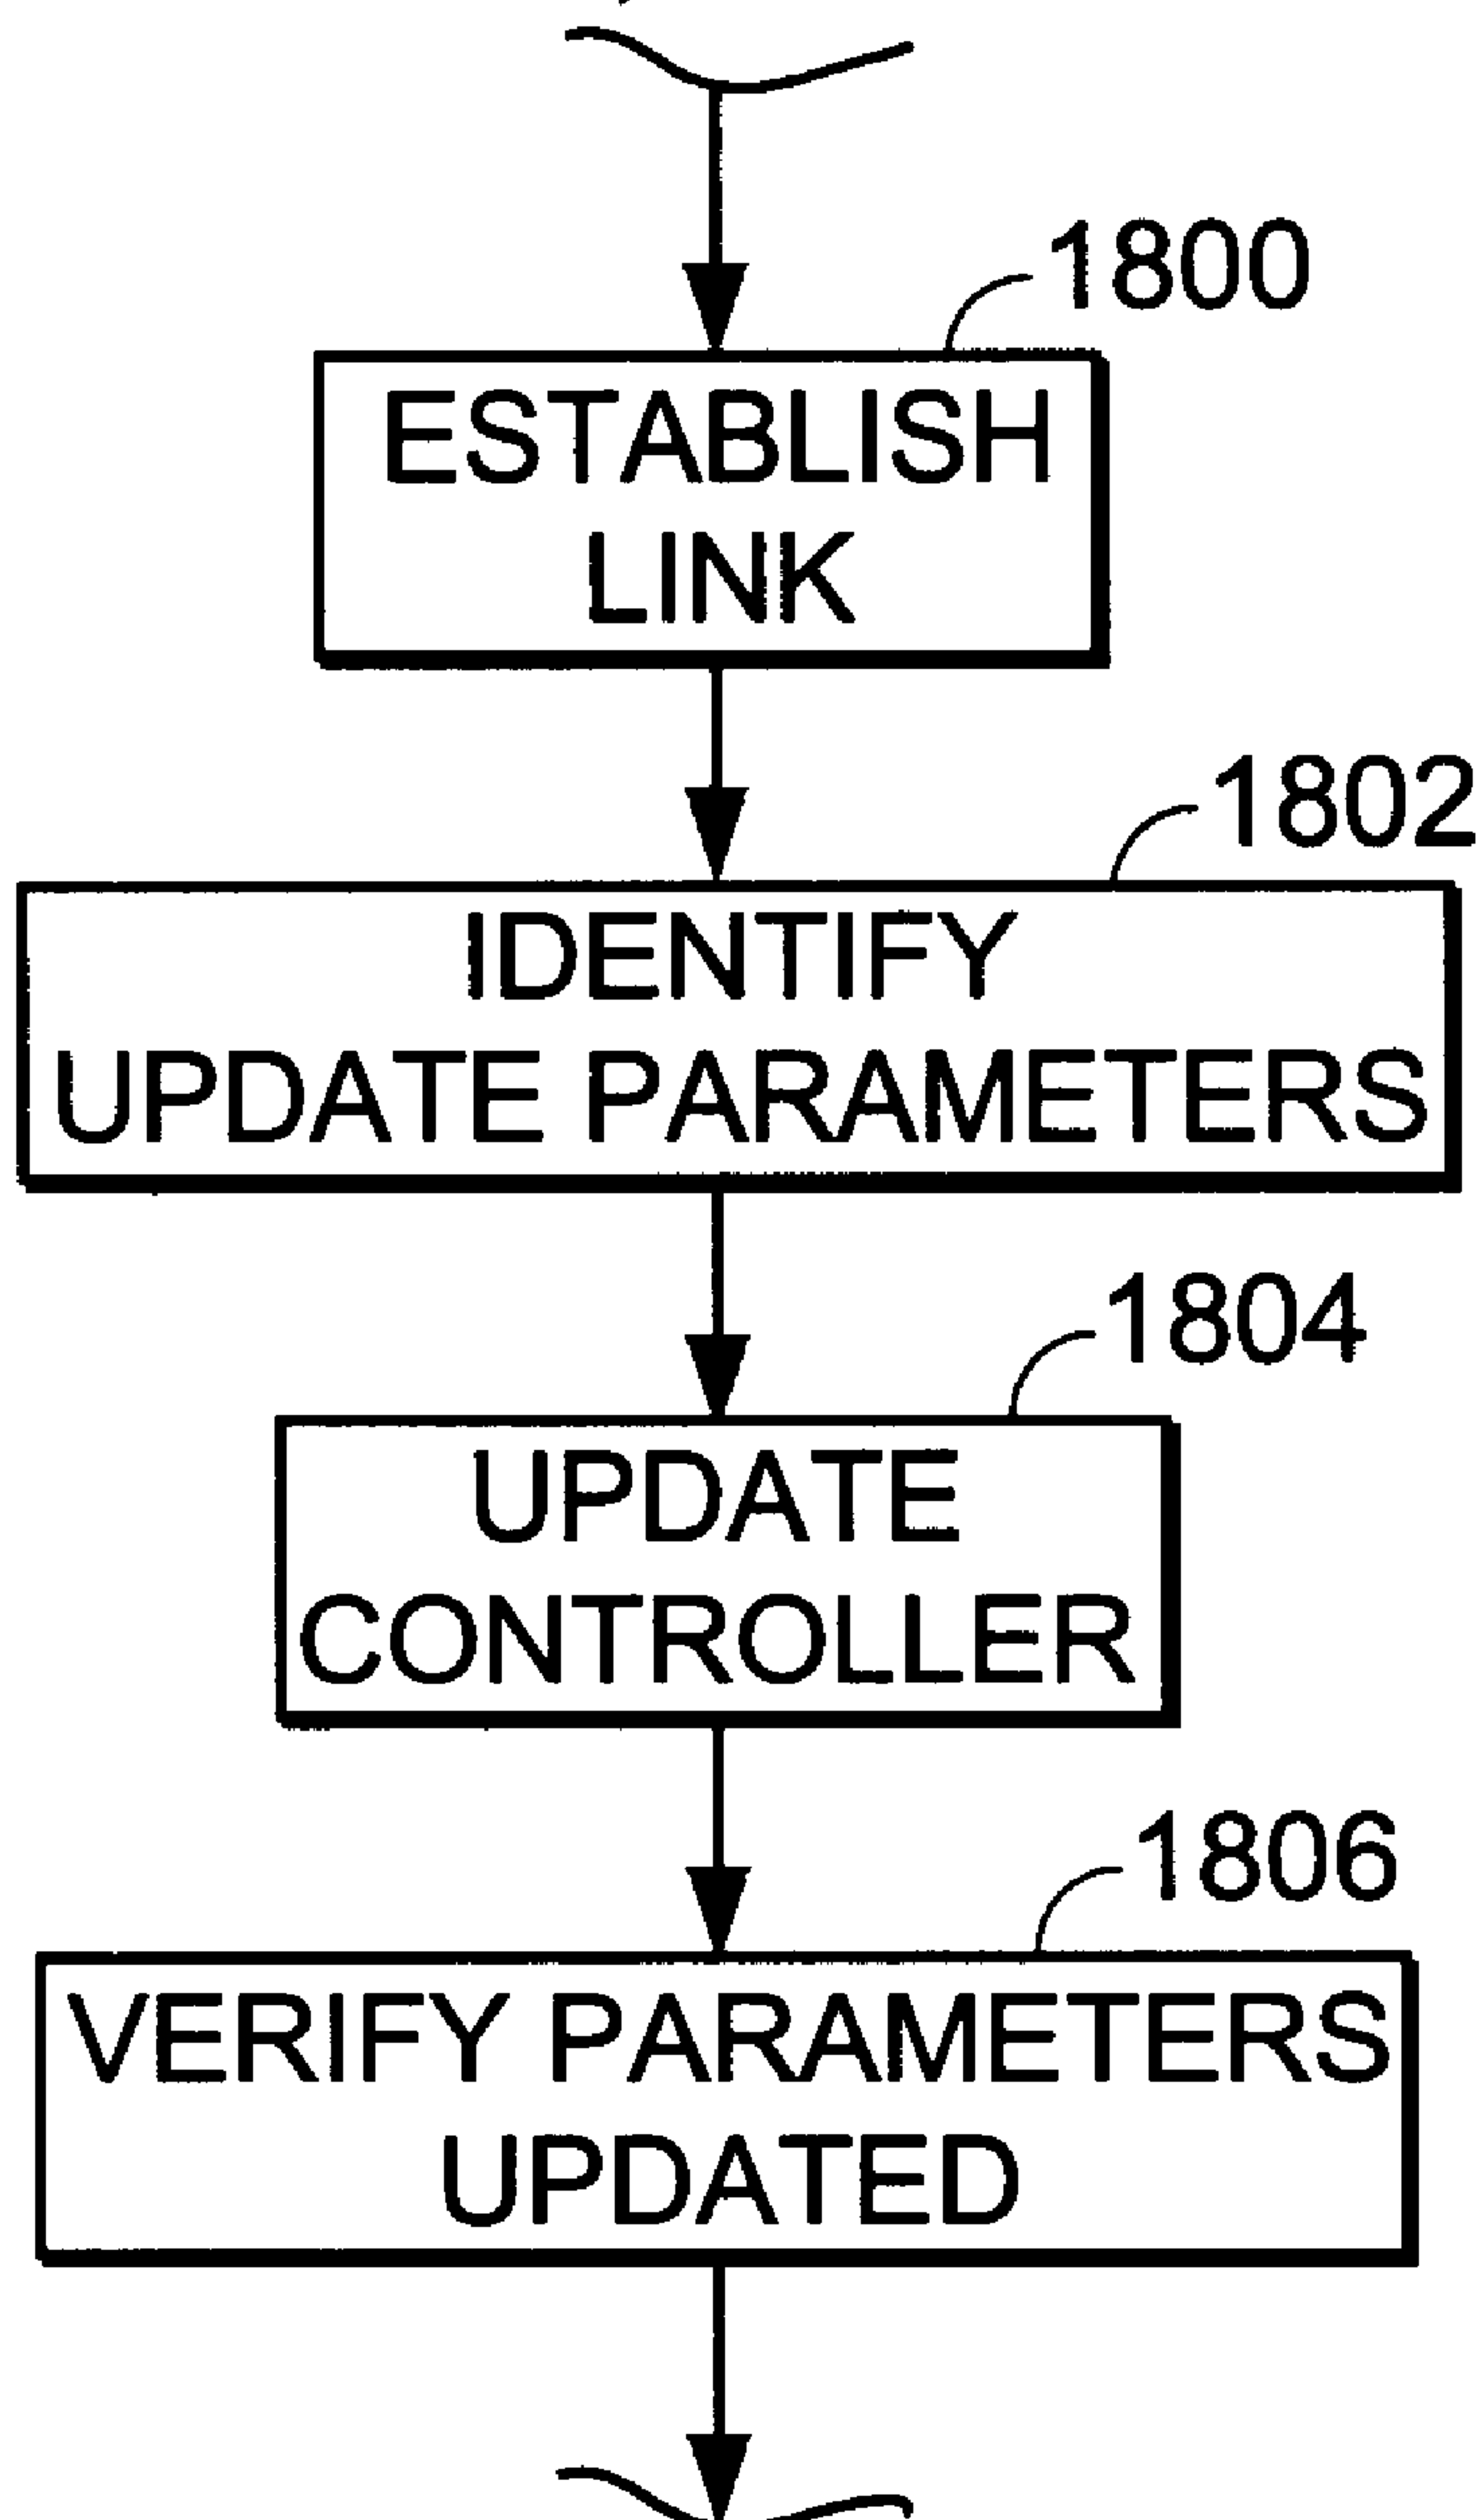 1800
ESTABLISH
LINK
1802
IDENTIFY
UPDATE PARAMETERS
1804
UPDATE
CONTROLLER
1806
VERIFY PARAMETERS
UPDATED